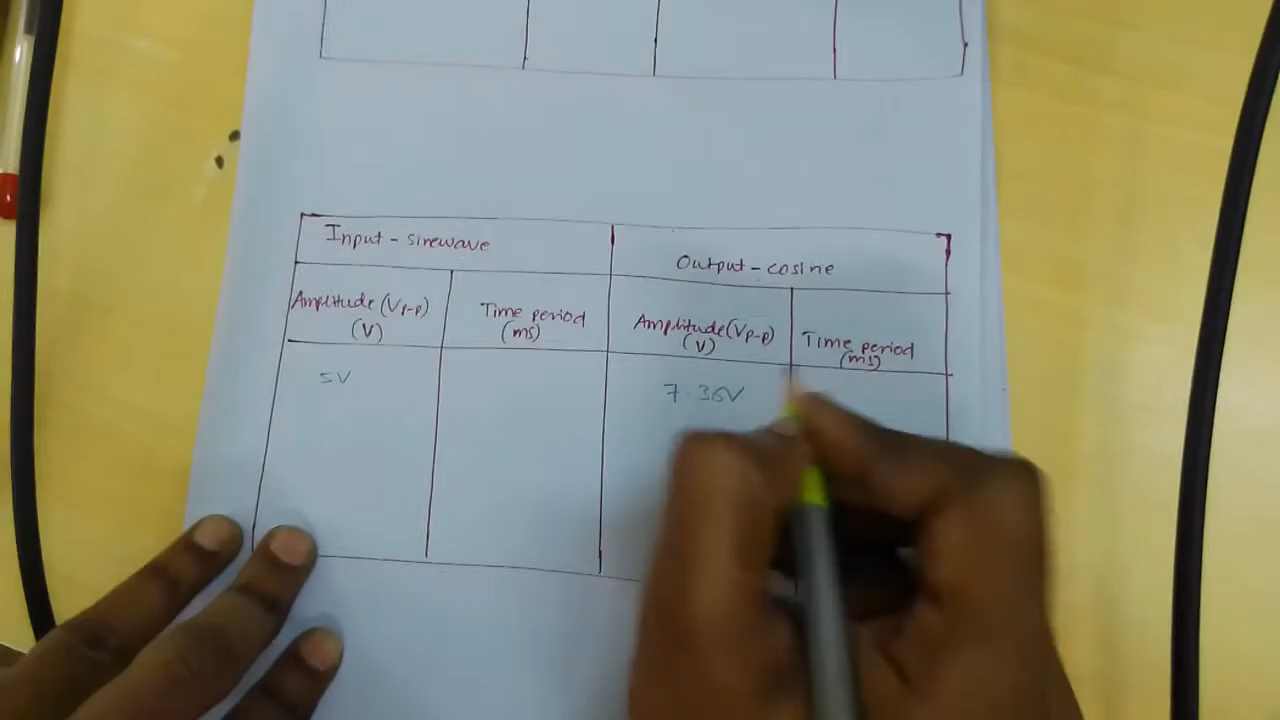 Input - sinewave
Output - cosine
Amplitude (Vp-p)
(V)
Time period
(ms)
Amplitude (Vp-p)
(V)
Time period
(ms)
5V
7.36V